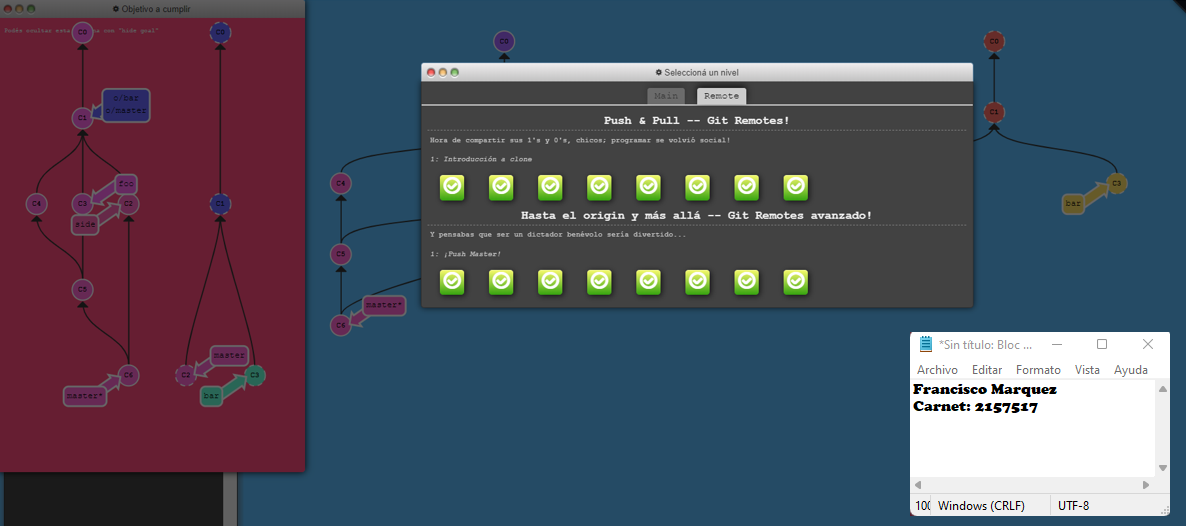 Objetivo a cumplir
Podés ocultar esta
na con "hide goal"
C0
C0
o/bar
o/master
C1
foo
C4
C3
C2
C1
side
C5
master
C6
C2
C3
master*
bar
C0
C0
C1
C4
C3
bar
C5
master*
C6
Seleccioná un nivel
Main
Remote
Push & Pull -- Git Remotes!
Hora de compartir sus 1's y 0's, chicos; programar se volvió social!
1: Introducción a clone
Hasta el origin y más allá -- Git Remotes avanzado!
Y pensabas que ser un dictador benévolo sería divertido...
1: ¡Push Master!
*Sin título: Bloc ...
Archivo Editar Formato Vista Ayuda
Francisco Marquez
Carnet: 2157517
100 Windows (CRLF) UTF-8